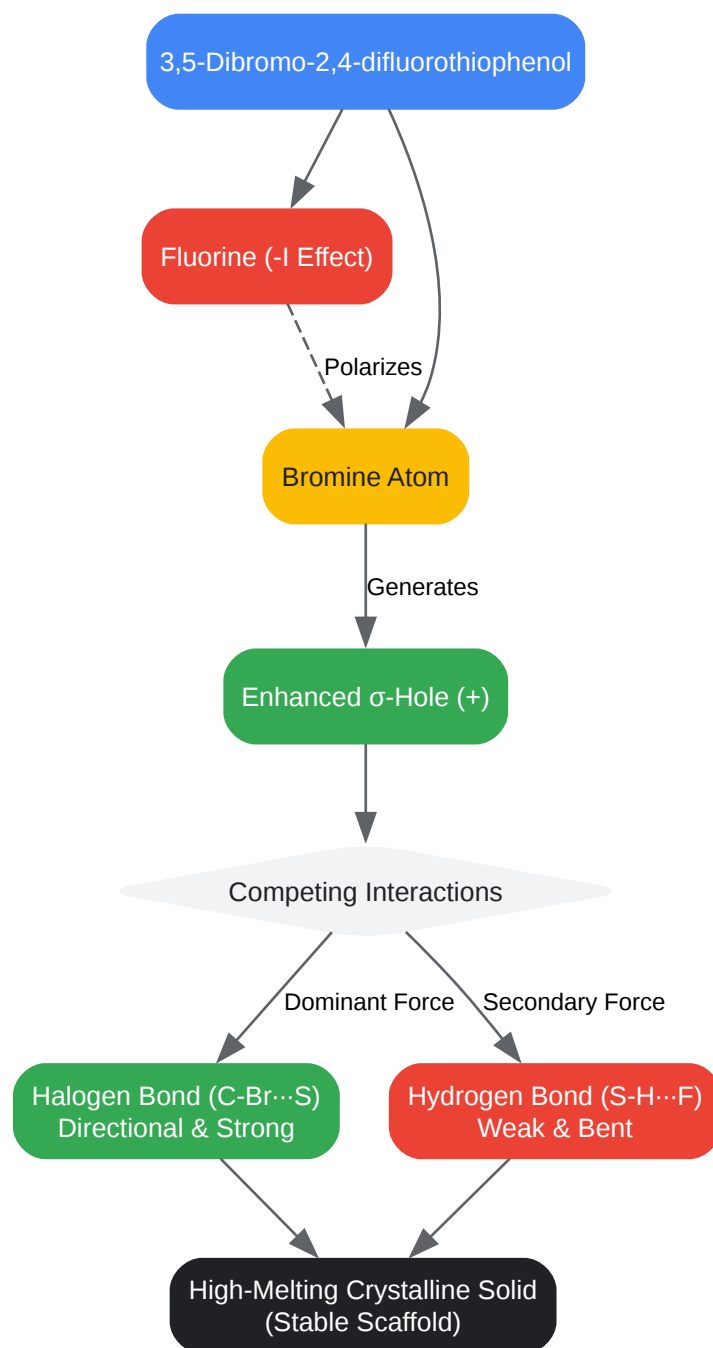 3,5-Dibromo-2,4-difluorothiophenol
Fluorine (-I Effect)
Polarizes
Bromine Atom
Generates
Enhanced σ-Hole (+)
Competing Interactions
Dominant Force
Secondary Force
Halogen Bond (C-Br···S)
Directional & Strong
Hydrogen Bond (S-H···F)
Weak & Bent
High-Melting Crystalline Solid
(Stable Scaffold)